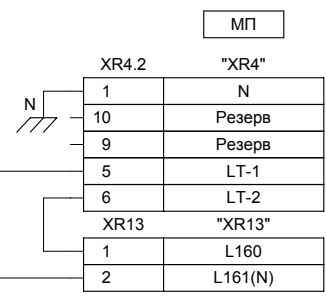 МП
XR4.2 "XR4"
N
1 N
10 Резерв
9 Резерв
5 LT-1
6 LT-2
XR13 "XR13"
1 L160
2 L161(N)